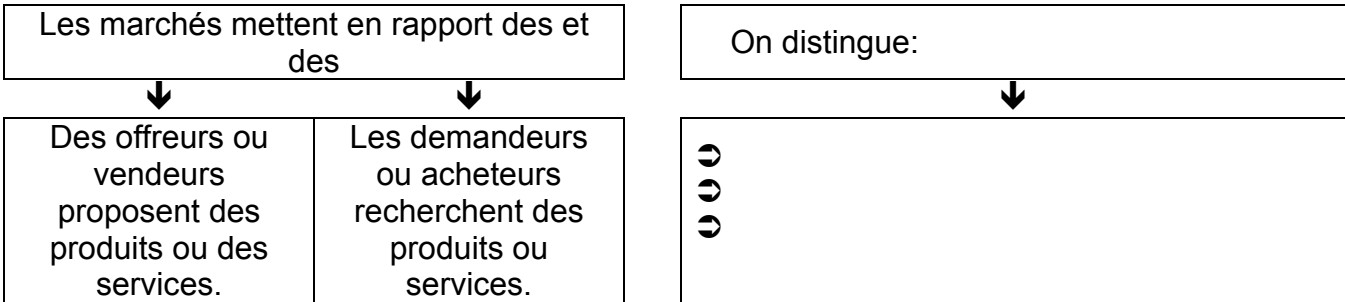 Les marchés mettent en rapport des et
des
On distingue:
Des offreurs ou
vendeurs
proposent des
produits ou des
services.
Les demandeurs
ou acheteurs
recherchent des
produits ou
services.